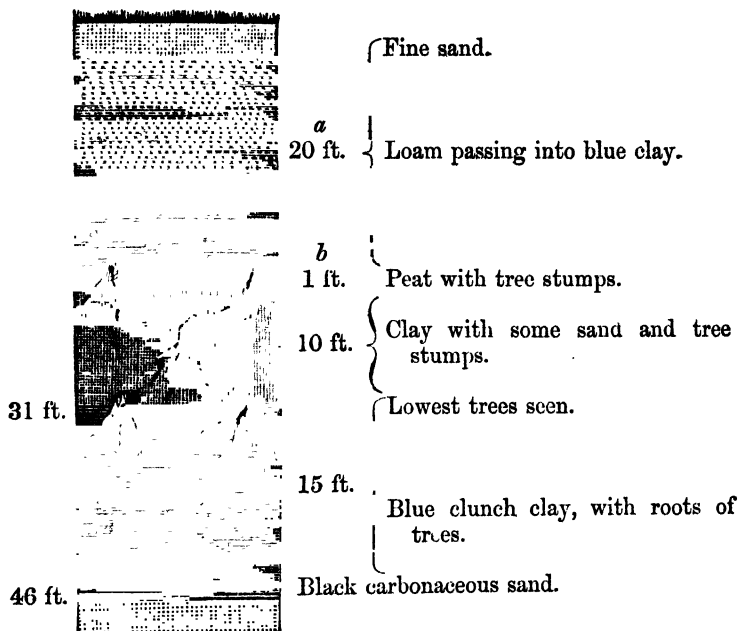 Fine sand.
a
20 ft. Loam passing into blue clay.
b
1 ft. Peat with tree stumps.
10 ft. Clay with some sand and tree
stumps.
31 ft. Lowest trees seen.
15 ft.
Blue clunch clay, with roots of
trees.
46 ft. Black carbonaceous sand.